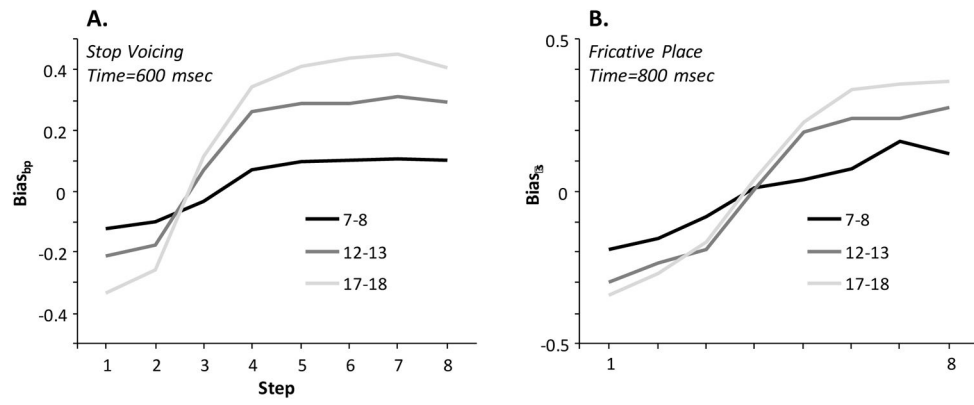 A.
Stop Voicing
Time=600 msec
0.4
0.2
0
-0.2
-0.4
Bias bp
7-8
12-13
17-18
1 2 3 4 5 6 7 8
Step
B.
Fricative Place
Time=800 msec
0.5
0
-0.5
Bias
7-8
12-13
17-18
1 8